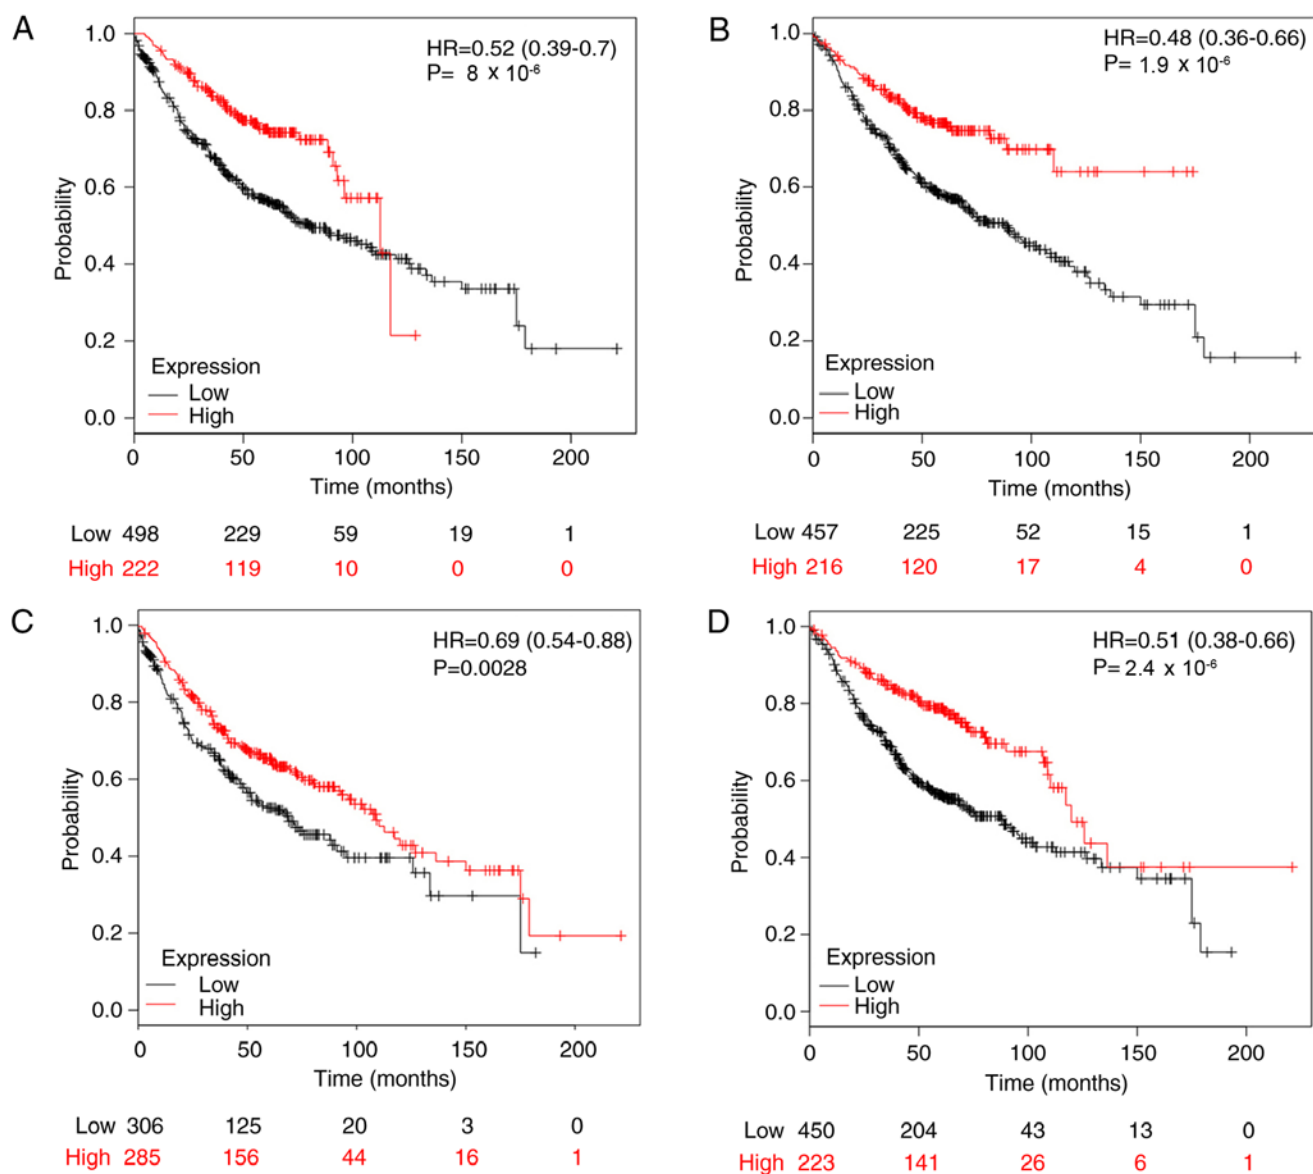 A
HR=0.52 (0.39-0.7)
P= 8 x 10-6
Probability
1.0
0.8
0.6
0.4
0.2
0.0
Expression
Low
High
0 50 100 150 200
Time (months)
Low 498 229 59 19 1
High 222 119 10 0 0
B
HR=0.48 (0.36-0.66)
P= 1.9 x 10-6
Probability
1.0
0.8
0.6
0.4
0.2
0.0
Expression
Low
High
0 50 100 150 200
Time (months)
Low 457 225 52 15 1
High 216 120 17 4 0
C
HR=0.69 (0.54-0.88)
P=0.0028
Probability
1.0
0.8
0.6
0.4
0.2
0.0
Expression
Low
High
0 50 100 150 200
Time (months)
Low 306 125 20 3 0
High 285 156 44 16 1
D
HR=0.51 (0.38-0.66)
P= 2.4 x 10-6
Probability
1.0
0.8
0.6
0.4
0.2
0.0
Expression
Low
High
0 50 100 150 200
Time (months)
Low 450 204 43 13 0
High 223 141 26 6 1